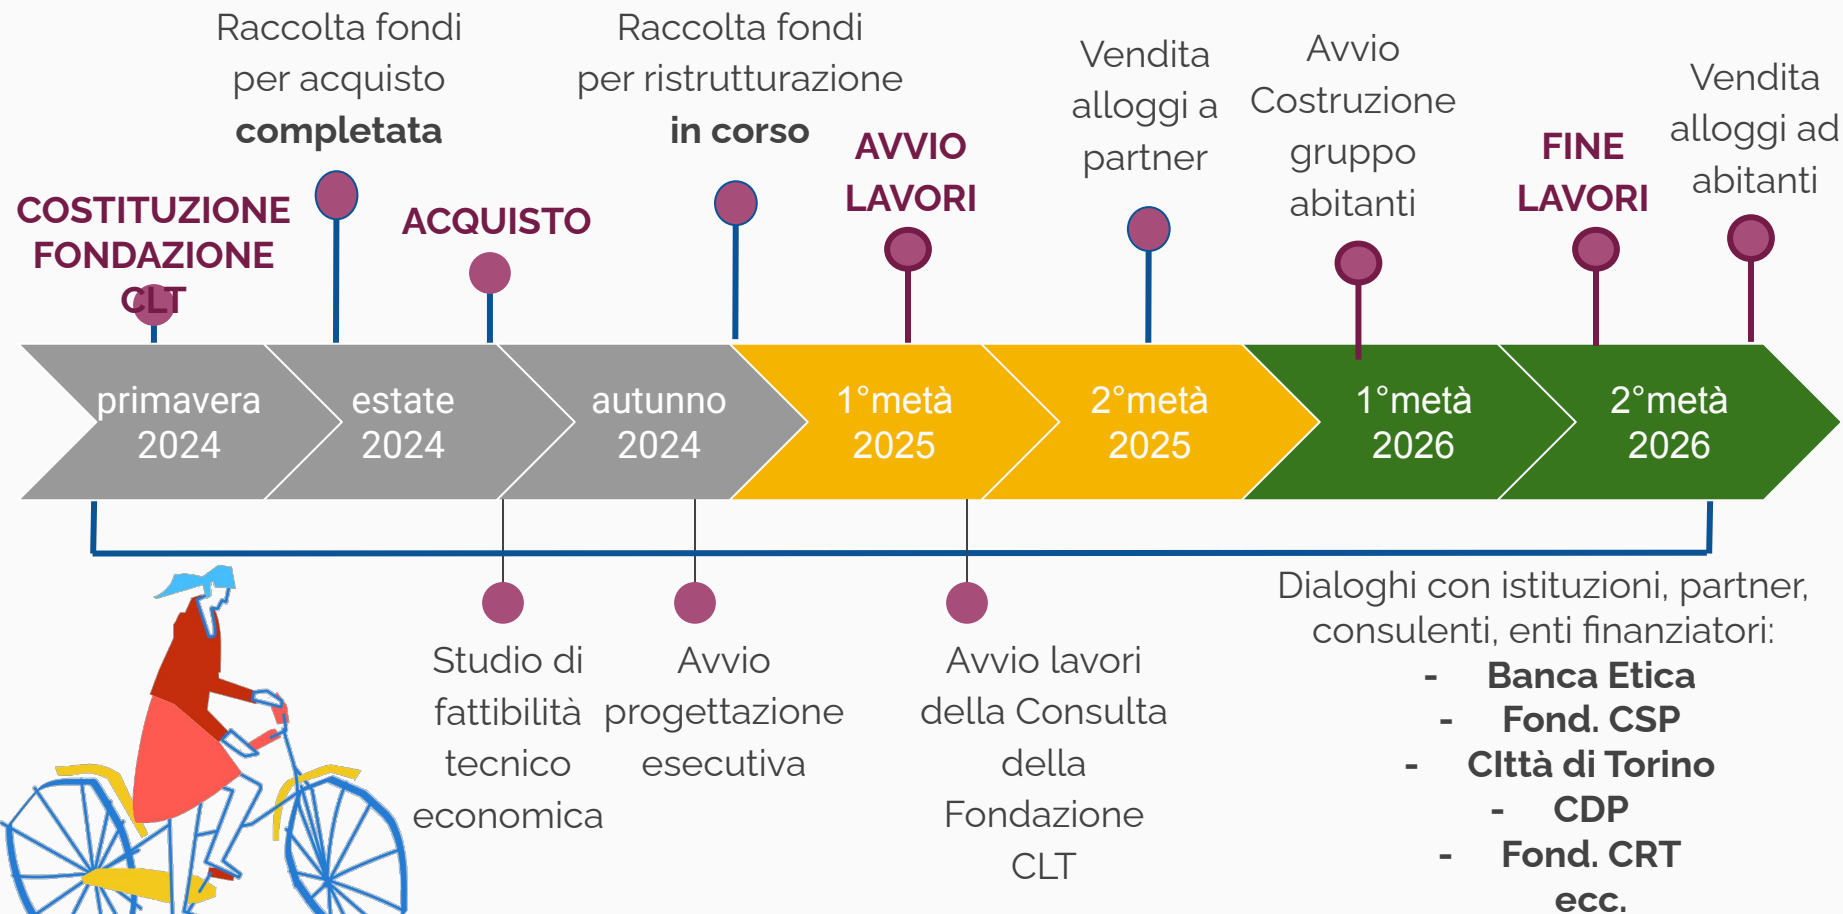 Raccolta fondi
per acquisto
completata
Raccolta fondi
per ristrutturazione
in corso
Vendita
alloggi a
partner
Avvio
Costruzione
gruppo
abitanti
Vendita
alloggi ad
abitanti
COSTITUZIONE
FONDAZIONE
CLT
ACQUISTO
AVVIO
LAVORI
FINE
LAVORI
primavera
2024
estate
2024
autunno
2024
1°metà
2025
2°metà
2025
1°metà
2026
2°metà
2026
Studio di
fattibilità
tecnico
economica
Avvio
progettazione
esecutiva
Avvio lavori
della Consulta
della
Fondazione
CLT
Dialoghi con istituzioni, partner,
consulenti, enti finanziatori:
- Banca Etica
- Fond. CSP
- CIttà di Torino
- CDP
- Fond. CRT
ecc.